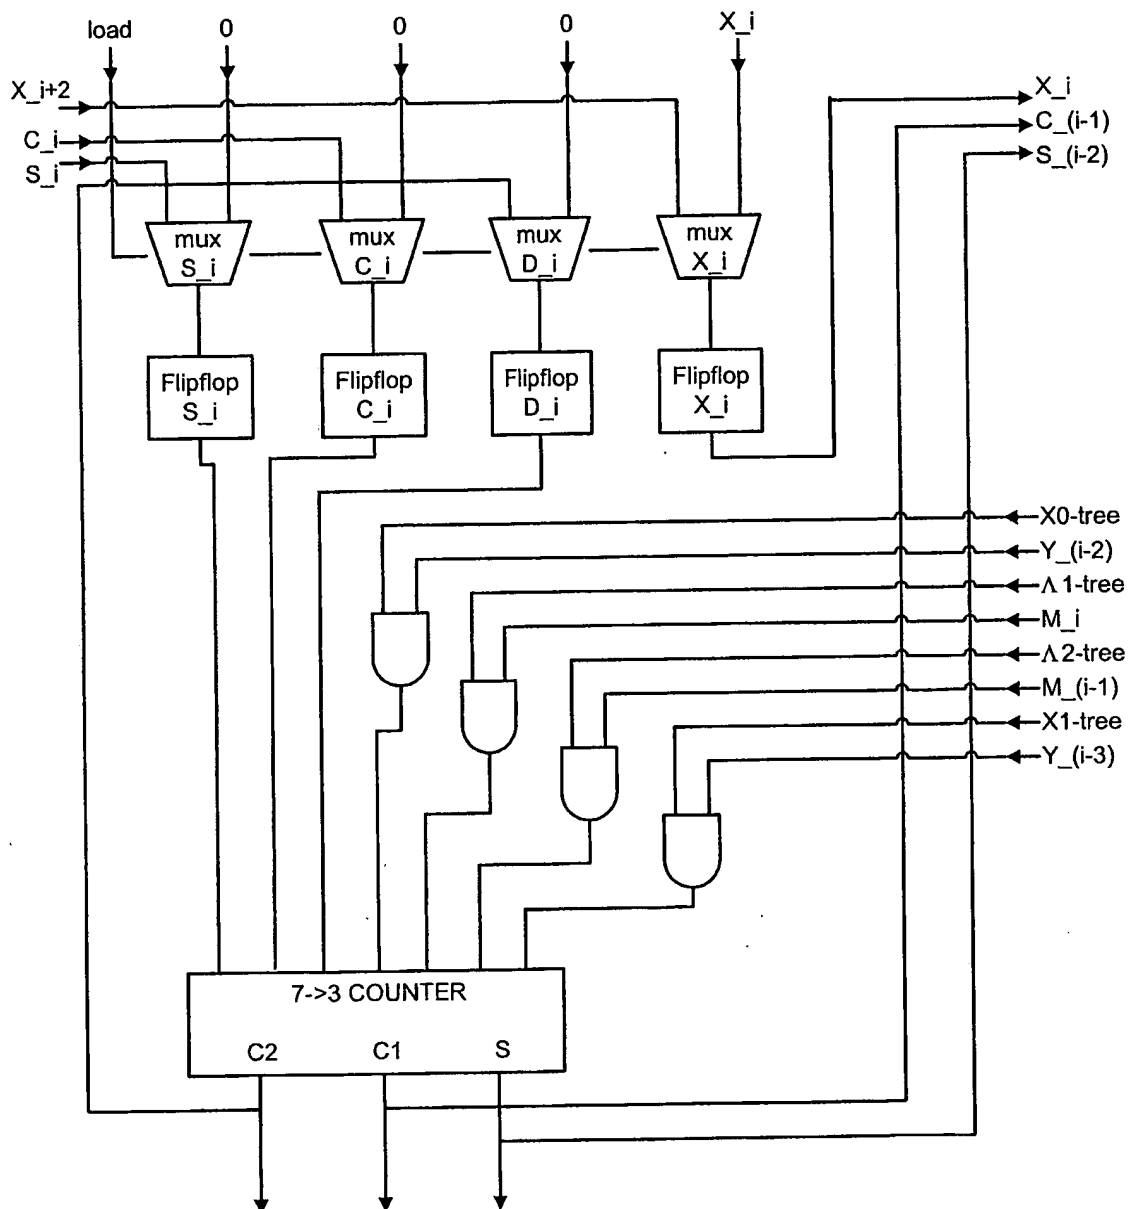 load
0
0
0
X_i
X_i+2
C_i
S_i
X_i
C_(i-1)
S_(i-2)
mux
S_i
mux
C_i
mux
D_i
mux
X_i
Flipflop
S_i
Flipflop
C_i
Flipflop
D_i
Flipflop
X_i
X0-tree
Y_(i-2)
Λ1-tree
M_i
Λ2-tree
M_(i-1)
X1-tree
Y_(i-3)
7->3 COUNTER
C2
C1
S